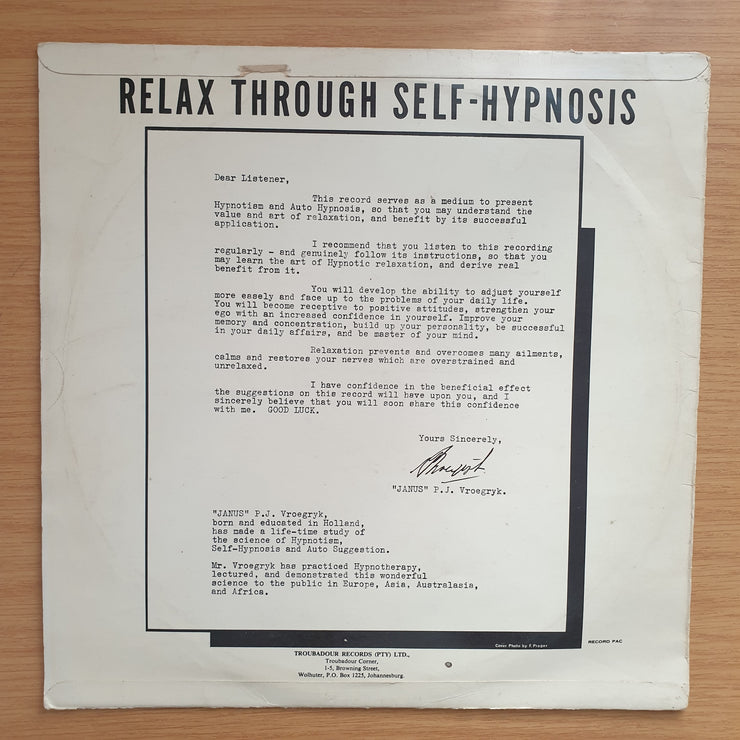 RELAX THROUGH SELF-HYPNOSIS
Dear Listener,
This record serves as a medium to present
Hypnotism and Auto Hypnosis, so that you may understand the
value and art of relaxation, and benefit by its successful
application.
I recommend that you listen to this recording
regularly - and genuinely follow its instructions, so that you
may learn the art of Hypnotic relaxation, and derive real
benefit from it.
You will develop the ability to adjust yourself
more easely and face up to the problems of your daily life.
You will become receptive to positive attitudes, strengthen your
ego with an increased confidence in yourself. Improve your
memory and concentration, build up your personality, be successful
in your daily affairs, and be master of your mind.
Relaxation prevents and overcomes many ailments,
calms and restores your nerves which are overstrained and
unrelaxed.
I have confidence in the beneficial effect
the suggestions on this record will have upon you, and I
sincerely believe that you will soon share this confidence
with me. GOOD LUCK.
Yours Sincerely,
"JANUS" P.J. Vroegryk.
"JANUS" P.J. Vroegryk,
born and educated in Holland,
has made a life-time study of
the science of Hypnotism,
Self-Hypnosis and Auto Suggestion.
Mr. Vroegryk has practiced Hypnotherapy,
lectured, and demonstrated this wonderful
science to the public in Europe, Asia, Australasia,
and Africa.
Cover Photo by F. Prager
RECORD PAC
TROUBADOUR RECORDS (PTY) LTD.,
Troubadour Corner,
1-5, Browning Street,
Wolhuter, P.O. Box 1225, Johannesburg.